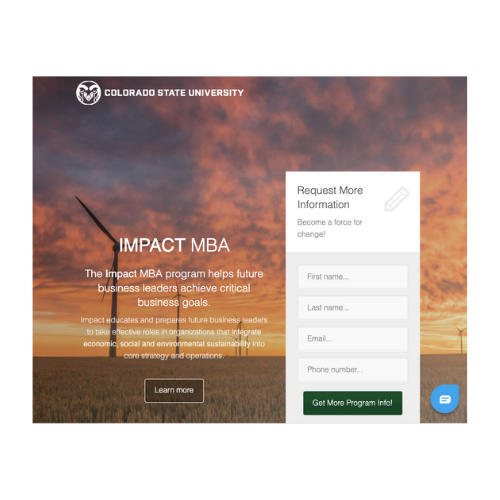 COLORADO STATE UNIVERSITY
Request More
Information
Become a force for
change!
IMPACT MBA
The Impact MBA program helps future
business leaders achieve critical
business goals.
Impact educates and prepares future business leaders
to take effective roles in organizations that integrate
economic, social and environmental sustainability into
core strategy and operations.
Learn more
First name...
Last name...
Email...
Phone number...
Get More Program Info!